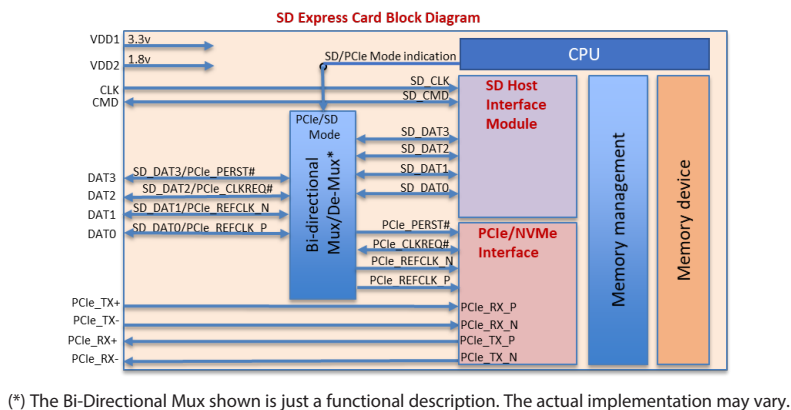 SD Express Card Block Diagram
VDD1 3.3v
VDD2 1.8v
SD/PCIe Mode indication
CPU
CLK SD_CLK
CMD SD_CMD
SD Host
Interface
Module
PCIe/SD
Mode
Bi-directional
Mux/De-Mux*
SD_DAT3
SD_DAT2
SD_DAT1
SD_DAT0
DAT3 SD_DAT3/PCIe_PERST#
DAT2 SD_DAT2/PCIe_CLKREQ#
DAT1 SD_DAT1/PCIe_REFCLK_N
DAT0 SD_DAT0/PCIe_REFCLK_P
PCIe_PERST#
PCIe_CLKREQ#
PCIe_REFCLK_N
PCIe_REFCLK_P
PCIe/NVMe
Interface
Memory management
Memory device
PCIe_TX+ PCIe_RX_P
PCIe_TX- PCIe_RX_N
PCIe_RX+ PCIe_TX_P
PCIe_RX- PCIe_TX_N
(*) The Bi-Directional Mux shown is just a functional description. The actual implementation may vary.